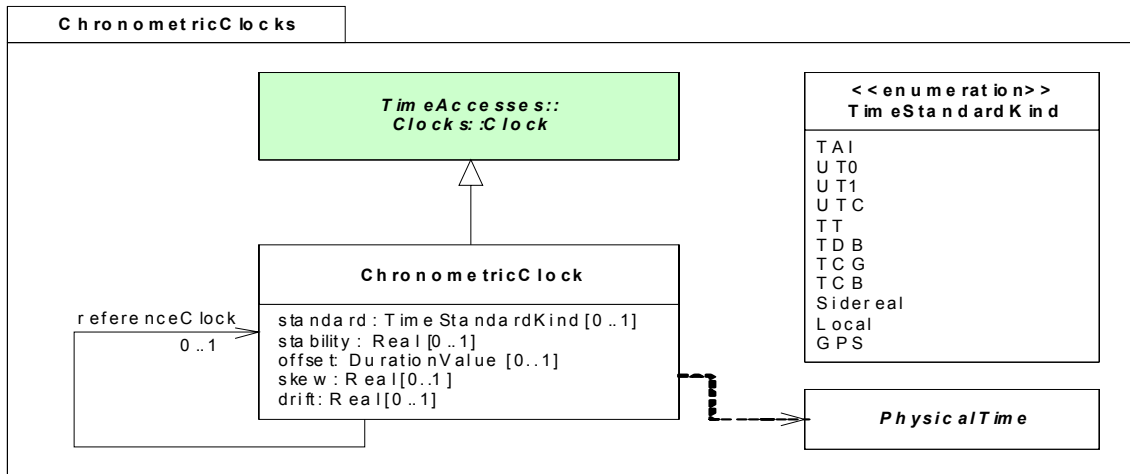 ChronometricClocks
TimeAccesses::
Clocks::Clock
<<enumeration>>
TimeStandardKind
TAI
UT0
UT1
UTC
TT
TDB
TCG
TCB
Sidereal
Local
GPS
ChronometricClock
standard: TimeStandardKind[0..1]
stability: Real[0..1]
offset: DurationValue [0..1]
skew: Real[0..1]
drift: Real[0..1]
referenceClock
0..1
PhysicalTime